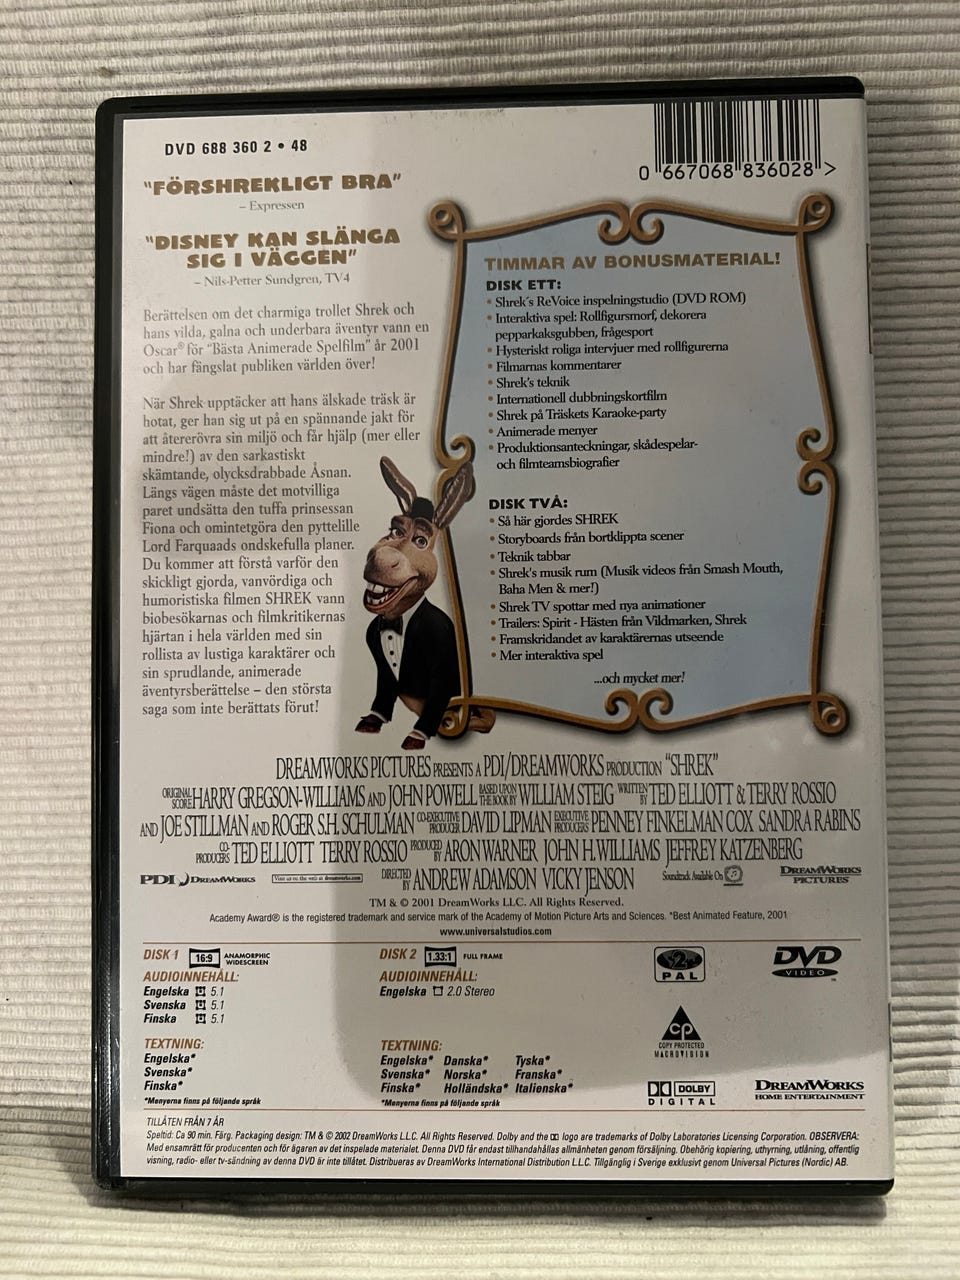 DVD 688 360 2 • 48
0 667068 836028 >
"FÖRSHREKLIGT BRA"
– Expressen
"DISNEY KAN SLÄNGA
SIG I VÄGGEN"
– Nils-Petter Sundgren, TV4
Berättelsen om det charmiga trollet Shrek och
hans vilda, galna och underbara äventyr vann en
Oscar® för "Bästa Animerade Spelfilm" år 2001
och har fängslat publiken världen över!
När Shrek upptäcker att hans älskade träsk är
hotat, ger han sig ut på en spännande jakt för
att återerövra sin miljö och får hjälp (mer eller
mindre!) av den sarkastiskt
skämtande, olycksdrabbade Åsnan.
Längs vägen måste det motvilliga
paret undsätta den tuffa prinsessan
Fiona och omintetgöra den pyttelille
Lord Farquaads ondskefulla planer.
Du kommer att förstå varför den
skickligt gjorda, vanvördiga och
humoristiska filmen SHREK vann
biobesökarnas och filmkritikernas
hjärtan i hela världen med sin
rollista av lustiga karaktärer och
sin sprudlande, animerade
äventyrsberättelse – den största
saga som inte berättats förut!
TIMMAR AV BONUSMATERIAL!
DISK ETT:
• Shrek's ReVoice inspelningstudio (DVD ROM)
• Interaktiva spel: Rollfigursmorf, dekorera
pepparkaksgubben, frågesport
• Hysteriskt roliga intervjuer med rollfigurerna
• Filmarnas kommentarer
• Shrek's teknik
• Internationell dubbningskortfilm
• Shrek på Träskets Karaoke-party
• Animerade menyer
• Produktionsanteckningar, skådespelar-
och filmteamsbiografier
DISK TVÅ:
• Så här gjordes SHREK
• Storyboards från bortklippta scener
• Teknik tabbar
• Shrek's musik rum (Musik videos från Smash Mouth,
Baha Men & mer!)
• Shrek TV spottar med nya animationer
• Trailers: Spirit - Hästen från Vildmarken, Shrek
• Framskridandet av karaktärernas utseende
• Mer interaktiva spel
...och mycket mer!
DREAMWORKS PICTURES PRESENTS A PDI/DREAMWORKS PRODUCTION "SHREK"
ORIGINAL SCORE HARRY GREGSON-WILLIAMS AND JOHN POWELL BASED UPON THE BOOK BY WILLIAM STEIG WRITTEN BY TED ELLIOTT & TERRY ROSSIO
AND JOE STILLMAN AND ROGER S.H. SCHULMAN CO-EXECUTIVE PRODUCER DAVID LIPMAN EXECUTIVE PRODUCERS PENNEY FINKELMAN COX SANDRA RABINS
CO-PRODUCERS TED ELLIOTT TERRY ROSSIO PRODUCED BY ARON WARNER JOHN H. WILLIAMS JEFFREY KATZENBERG
PDI DREAMWORKS Visit us on the web at dreamworks.com DIRECTED BY ANDREW ADAMSON VICKY JENSON Soundtrack Available On DREAMWORKS PICTURES
TM & © 2001 DreamWorks LLC. All Rights Reserved.
Academy Award® is the registered trademark and service mark of the Academy of Motion Picture Arts and Sciences. *Best Animated Feature, 2001
www.universalstudios.com
DISK 1 16:9 ANAMORPHIC WIDESCREEN
AUDIOINNEHÅLL:
Engelska 5.1
Svenska 5.1
Finska 5.1
TEXTNING:
Engelska*
Svenska*
Finska*
*Menyerna finns på följande språk
DISK 2 1.33:1 FULL FRAME
AUDIOINNEHÅLL:
Engelska 2.0 Stereo
TEXTNING:
Engelska* Danska* Tyska*
Svenska* Norska* Franska*
Finska* Holländska* Italienska*
*Menyerna finns på följande språk
2
PAL
DVD
VIDEO
CP
COPY PROTECTED
MACROVISION
DOLBY
DIGITAL
DREAMWORKS
HOME ENTERTAINMENT
TILLÅTEN FRÅN 7 ÅR
Speltid: Ca 90 min. Färg. Packaging design: TM & © 2002 DreamWorks L.L.C. All Rights Reserved. Dolby and the logo are trademarks of Dolby Laboratories Licensing Corporation. OBSERVERA:
Med ensamrätt för producenten och för ägaren av det upptagna materialet. Denna DVD får endast tillhandahållas allmänheten genom försäljning. Obehörig kopiering, uthyrning, utlåning, offentlig
visning, radio- eller tv-sändning av denna DVD är inte tillåtet. Distribueras av DreamWorks International Distribution L.L.C. Tillgänglig i Sverige exklusivt genom Universal Pictures (Nordic) AB.